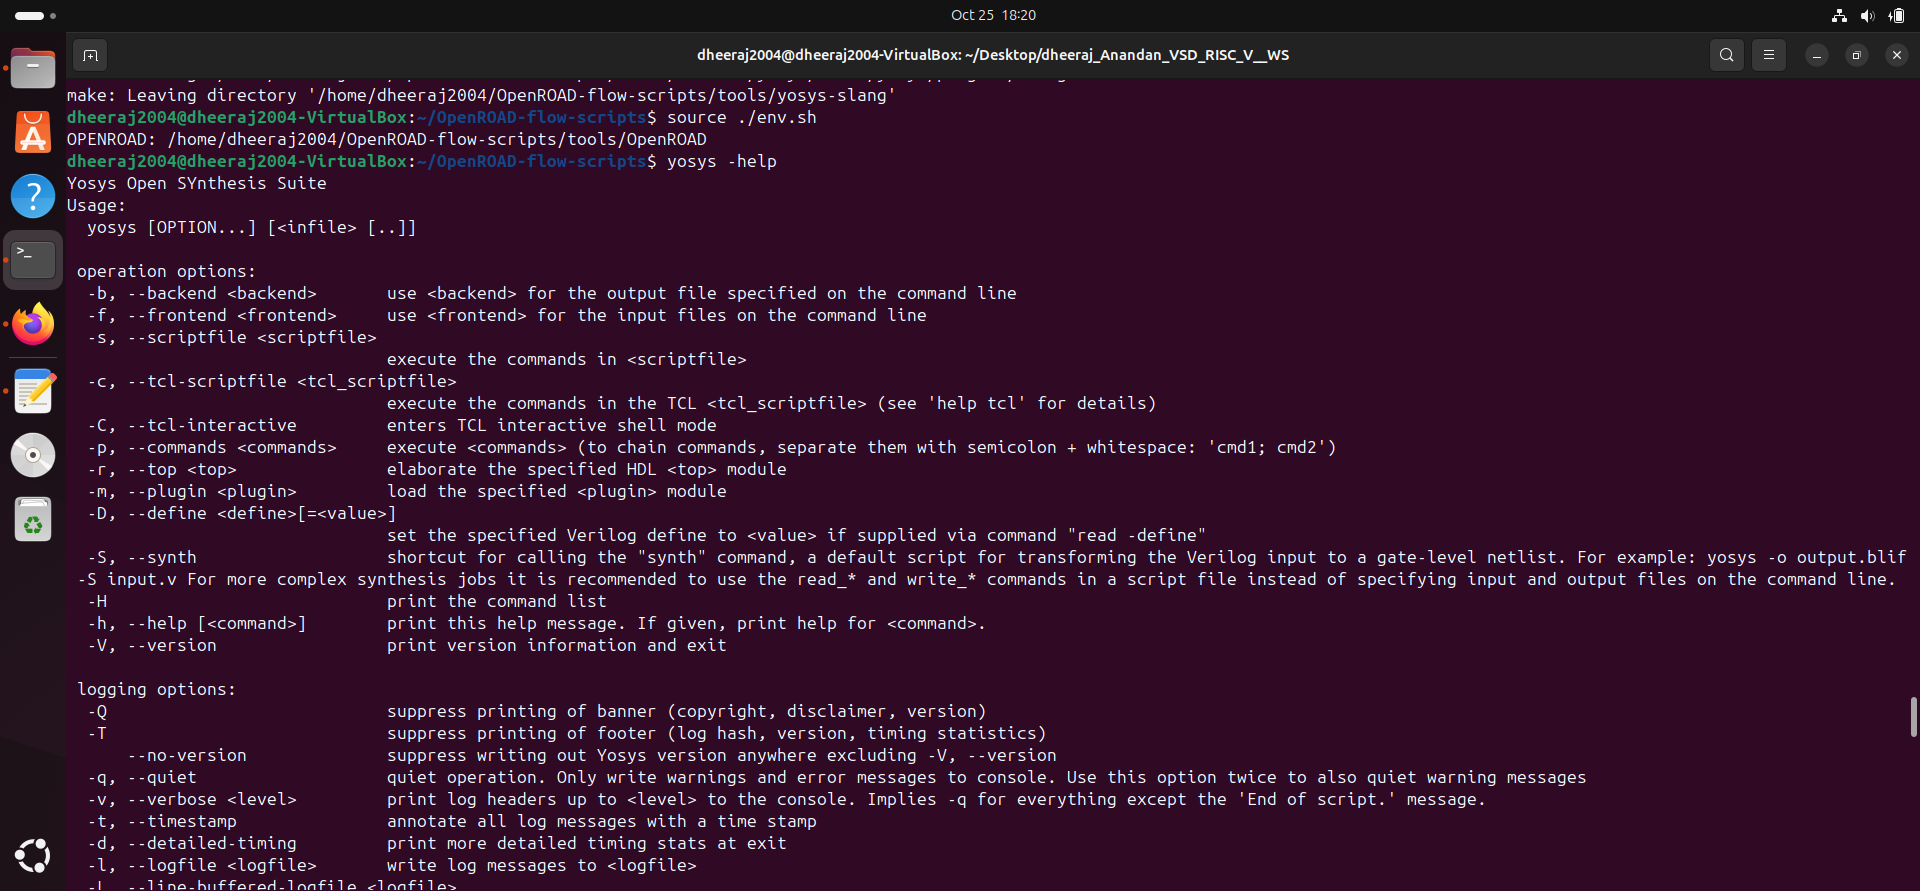 Oct 25 18:20
dheeraj2004@dheeraj2004-VirtualBox: ~/Desktop/dheeraj_Anandan_VSD_RISC_V__WS
make: Leaving directory '/home/dheeraj2004/OpenROAD-flow-scripts/tools/yosys-slang'
dheeraj2004@dheeraj2004-VirtualBox:~/OpenROAD-flow-scripts$ source ./env.sh
OPENROAD: /home/dheeraj2004/OpenROAD-flow-scripts/tools/OpenROAD
dheeraj2004@dheeraj2004-VirtualBox:~/OpenROAD-flow-scripts$ yosys -help
Yosys Open SYnthesis Suite
Usage:
  yosys [OPTION...] [<infile> [..]]
 operation options:
  -b, --backend <backend>       use <backend> for the output file specified on the command line
  -f, --frontend <frontend>     use <frontend> for the input files on the command line
  -s, --scriptfile <scriptfile>
                                execute the commands in <scriptfile>
  -c, --tcl-scriptfile <tcl_scriptfile>
                                execute the commands in the TCL <tcl_scriptfile> (see 'help tcl' for details)
  -C, --tcl-interactive         enters TCL interactive shell mode
  -p, --commands <commands>     execute <commands> (to chain commands, separate them with semicolon + whitespace: 'cmd1; cmd2')
  -r, --top <top>               elaborate the specified HDL <top> module
  -m, --plugin <plugin>         load the specified <plugin> module
  -D, --define <define>[=<value>]
                                set the specified Verilog define to <value> if supplied via command "read -define"
  -S, --synth                   shortcut for calling the "synth" command, a default script for transforming the Verilog input to a gate-level netlist. For example: yosys -o output.blif
 -S input.v For more complex synthesis jobs it is recommended to use the read_* and write_* commands in a script file instead of specifying input and output files on the command line.
  -H                            print the command list
  -h, --help [<command>]        print this help message. If given, print help for <command>.
  -V, --version                 print version information and exit
 logging options:
  -Q                            suppress printing of banner (copyright, disclaimer, version)
  -T                            suppress printing of footer (log hash, version, timing statistics)
      --no-version              suppress writing out Yosys version anywhere excluding -V, --version
  -q, --quiet                   quiet operation. Only write warnings and error messages to console. Use this option twice to also quiet warning messages
  -v, --verbose <level>         print log headers up to <level> to the console. Implies -q for everything except the 'End of script.' message.
  -t, --timestamp               annotate all log messages with a time stamp
  -d, --detailed-timing         print more detailed timing stats at exit
  -l, --logfile <logfile>       write log messages to <logfile>
  -L, --line-buffered-logfile <logfile>